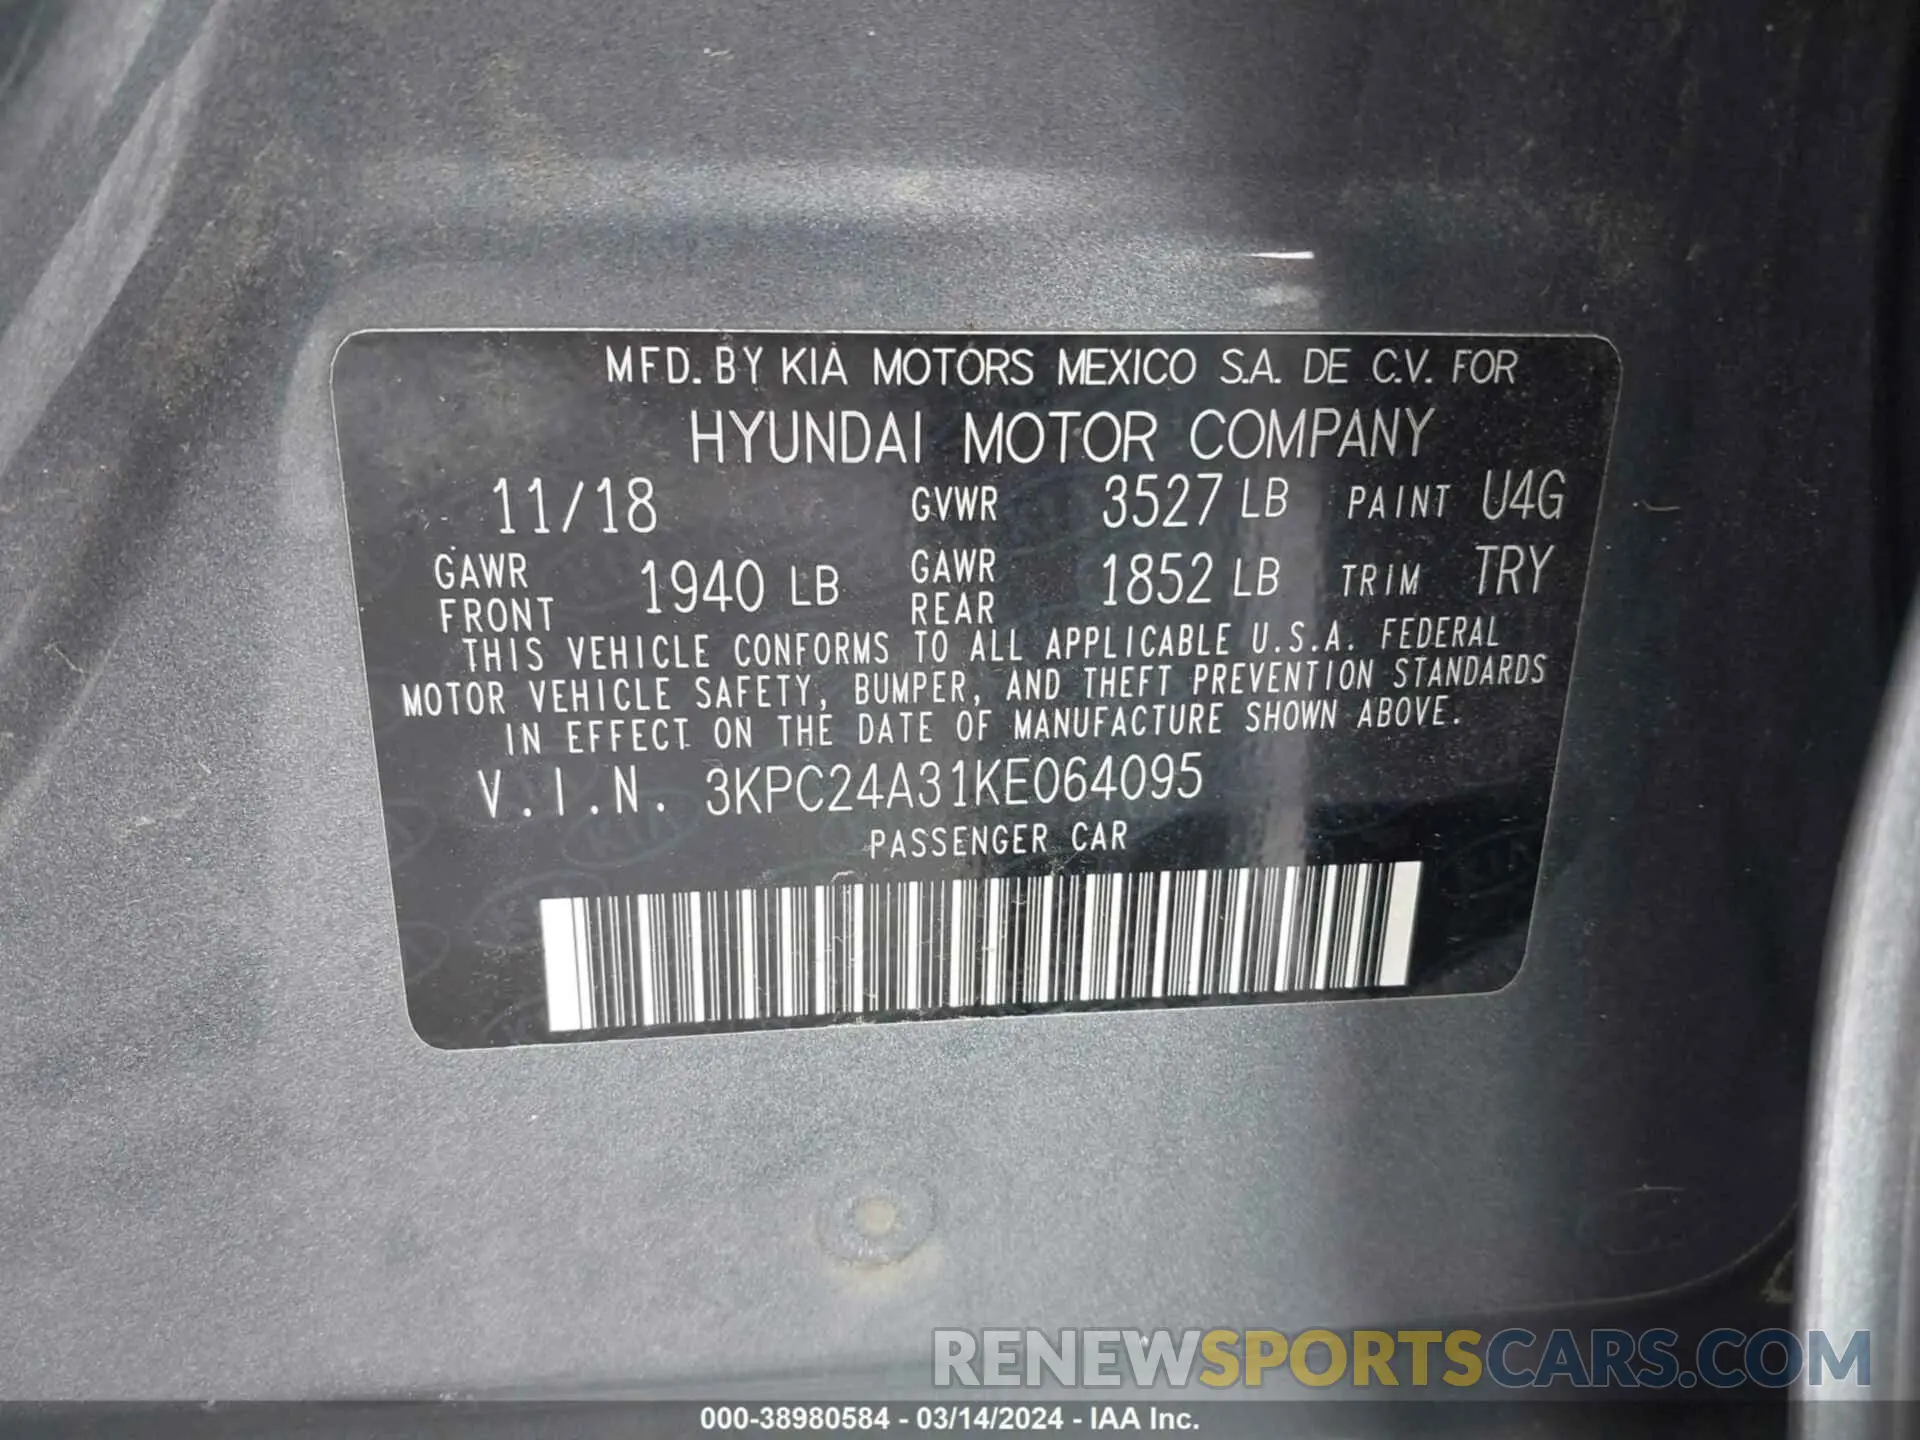 MFD. BY KIA MOTORS MEXICO S.A. DE C.V. FOR
HYUNDAI MOTOR COMPANY
11/18 GVWR 3527 LB PAINT U4G
GAWR FRONT 1940 LB GAWR REAR 1852 LB TRIM TRY
THIS VEHICLE CONFORMS TO ALL APPLICABLE U.S.A. FEDERAL
MOTOR VEHICLE SAFETY, BUMPER, AND THEFT PREVENTION STANDARDS
IN EFFECT ON THE DATE OF MANUFACTURE SHOWN ABOVE.
V.I.N. 3KPC24A31KE064095
PASSENGER CAR
RENEWSPORTSCARS.COM
000-38980584 - 03/14/2024 - IAA Inc.